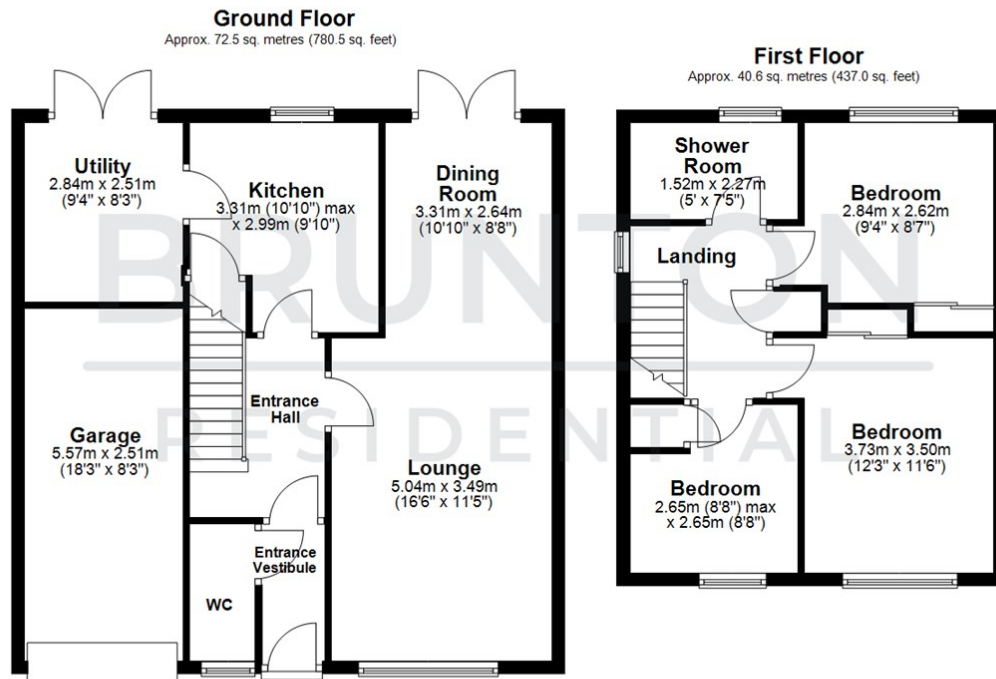 Ground Floor
Approx. 72.5 sq. metres (780.5 sq. feet)
Utility
2.84m x 2.51m
(9'4" x 8'3")
Kitchen
3.31m (10'10") max
x 2.99m (9'10")
Dining
Room
3.31m x 2.64m
(10'10" x 8'8")
Entrance
Hall
Garage
5.57m x 2.51m
(18'3" x 8'3")
Lounge
5.04m x 3.49m
(16'6" x 11'5")
Entrance
Vestibule
WC
First Floor
Approx. 40.6 sq. metres (437.0 sq. feet)
Shower
Room
1.52m x 2.27m
(5' x 7'5")
Bedroom
2.84m x 2.62m
(9'4" x 8'7")
Landing
Bedroom
3.73m x 3.50m
(12'3" x 11'6")
Bedroom
2.65m (8'8") max
x 2.65m (8'8")
BRUNTON
RESIDENTIAL